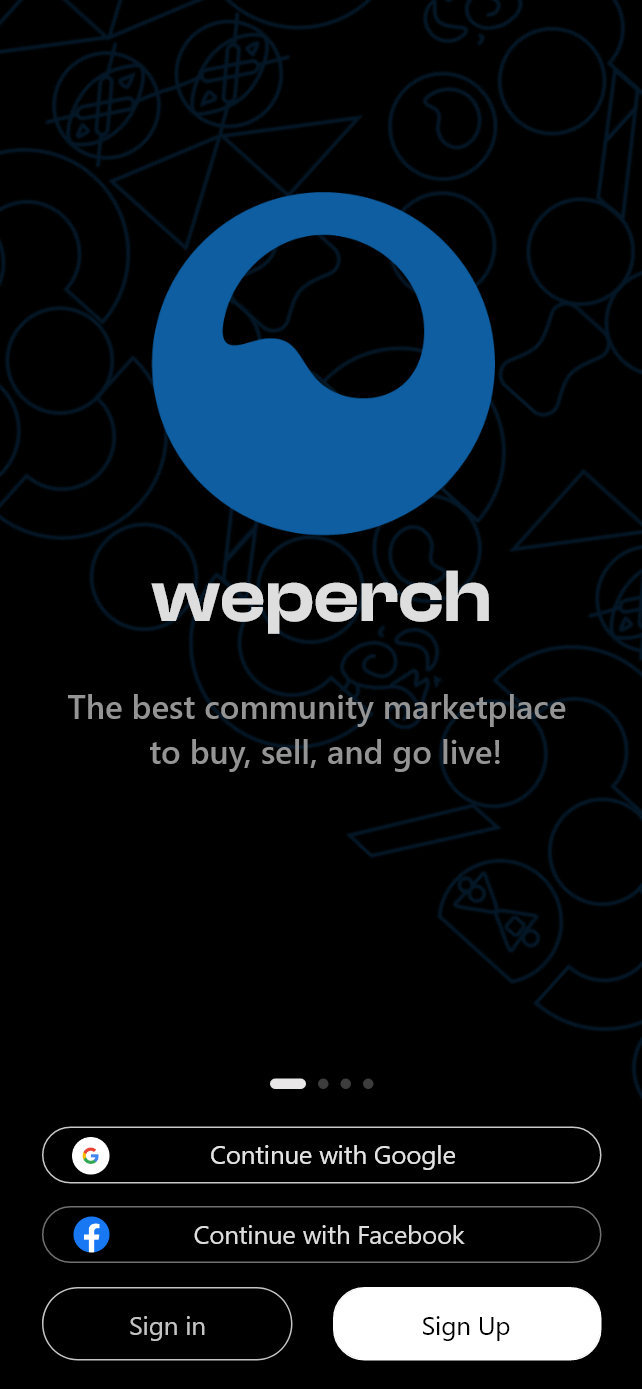 weperch
The best community marketplace
to buy, sell, and go live!
Continue with Google
Continue with Facebook
Sign in
Sign Up